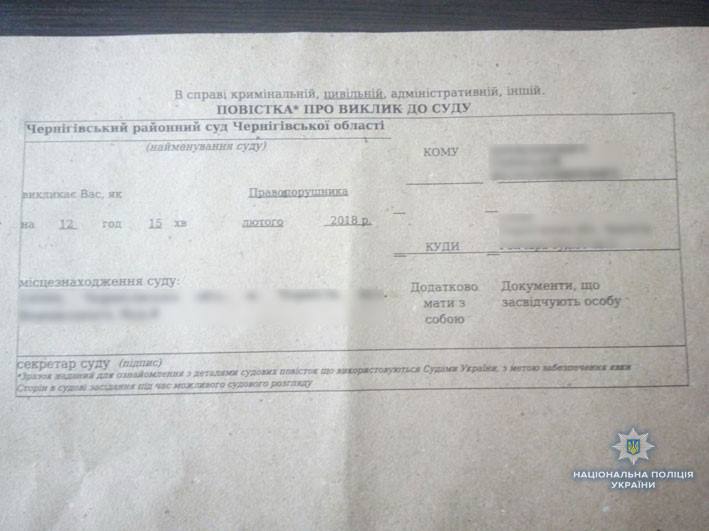 В справі кримінальній, цивільній, адміністративній, іншій.
ПОВІСТКА* ПРО ВИКЛИК ДО СУДУ
Чернігівський районний суд Чернігівської області
(найменування суду)
КОМУ
викликає Вас, як Правопорушника
на 12 год 15 хв лютого 2018 р.
КУДИ
місцезнаходження суду:
Додатково мати з собою
Документи, що засвідчують особу
секретар суду (підпис)
*Зразок наданий для ознайомлення з деталями судових повісток що використовуються Судами України, з метою забезпечення явки
Сторін в судові засідання під час можливого судового розгляду
НАЦІОНАЛЬНА ПОЛІЦІЯ
УКРАЇНИ